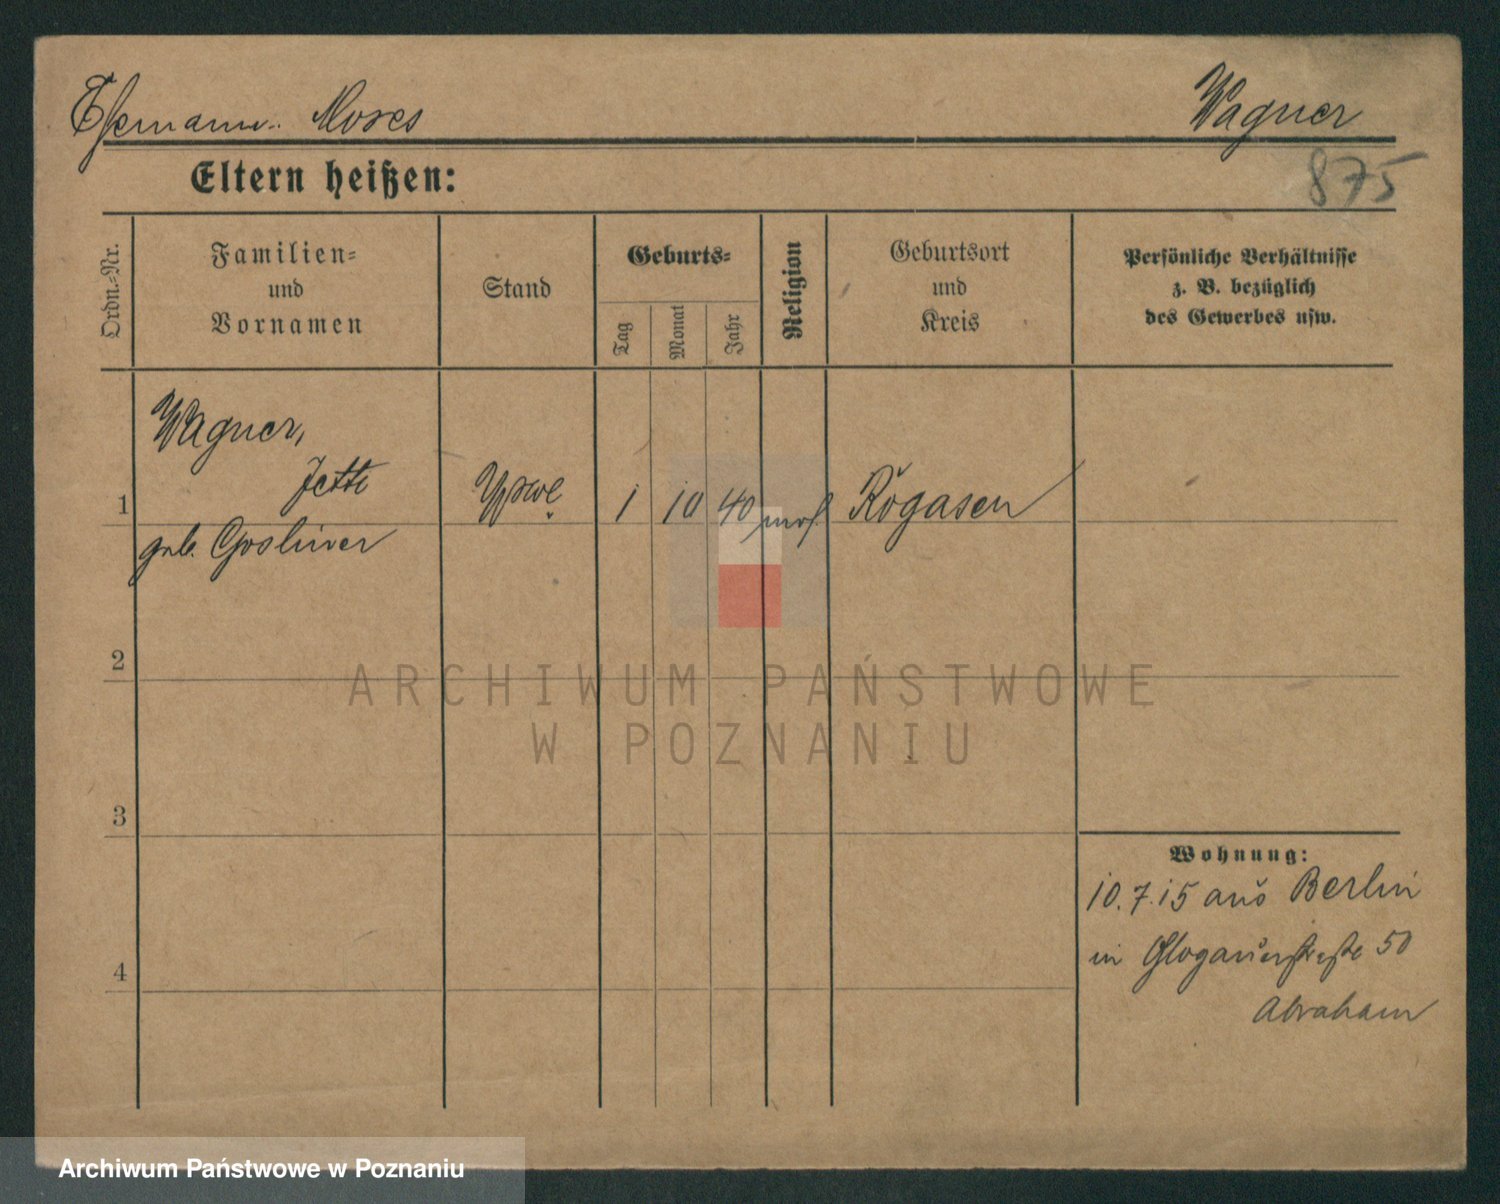 Ehemann: Moses Wagner
Eltern heißen:
875
Ordn.=Nr.
Familien=
und
Vornamen
Stand
Geburts=
Tag
Monat
Jahr
Religion
Geburtsort
und
Kreis
Persönliche Verhältnisse
z. B. bezüglich
des Gewerbes usw.
Wagner,
Jette
1 Wwe 1 10 40 mos. Rogasen
geb.
2
3
4
Wohnung:
10.7.15 aus Berlin
in Glogauerstraße 50
Abraham
ARCHIWUM PAŃSTWOWE
W POZNANIU
Archiwum Państwowe w Poznaniu